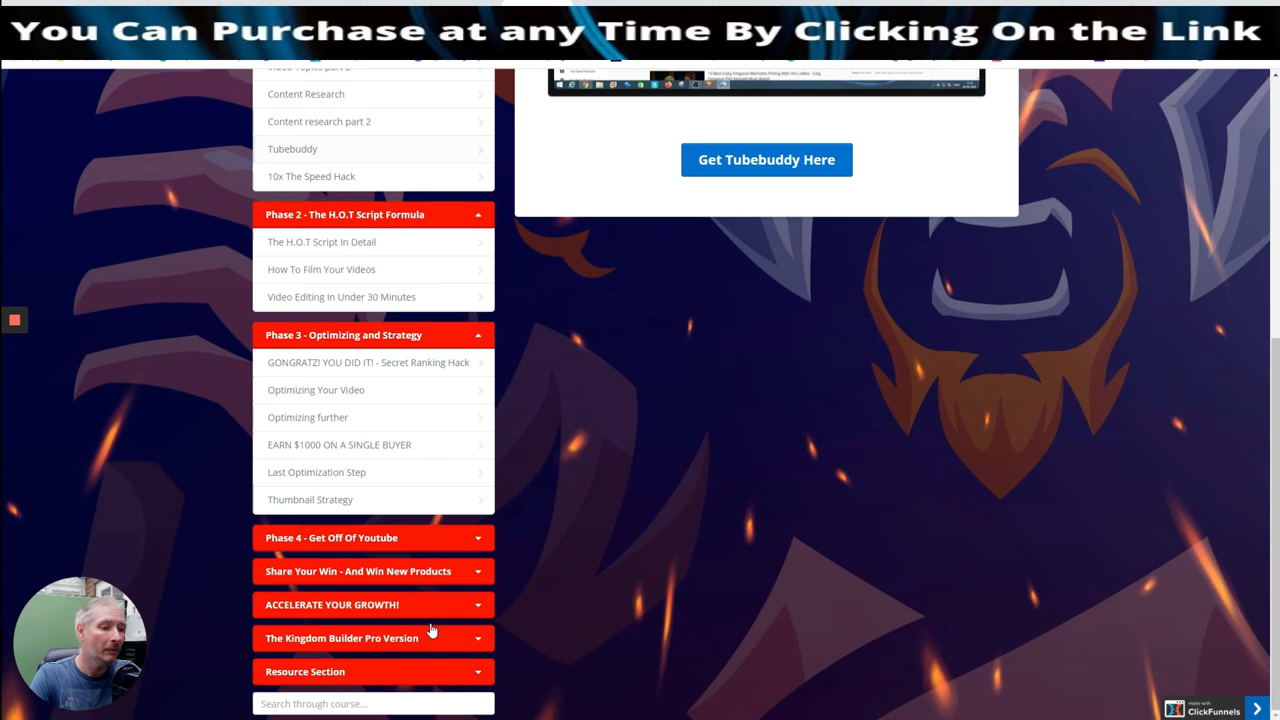 You Can Purchase at any Time By Clicking On the Link
Content Research
Content research part 2
Tubebuddy
10x The Speed Hack
Get Tubebuddy Here
Phase 2 - The H.O.T Script Formula
The H.O.T Script In Detail
How To Film Your Videos
Video Editing In Under 30 Minutes
Phase 3 - Optimizing and Strategy
GONGRATZ! YOU DID IT! - Secret Ranking Hack
Optimizing Your Video
Optimizing further
EARN $1000 ON A SINGLE BUYER
Last Optimization Step
Thumbnail Strategy
Phase 4 - Get Off Of Youtube
Share Your Win - And Win New Products
ACCELERATE YOUR GROWTH!
The Kingdom Builder Pro Version
Resource Section
Search through course...
made with
ClickFunnels